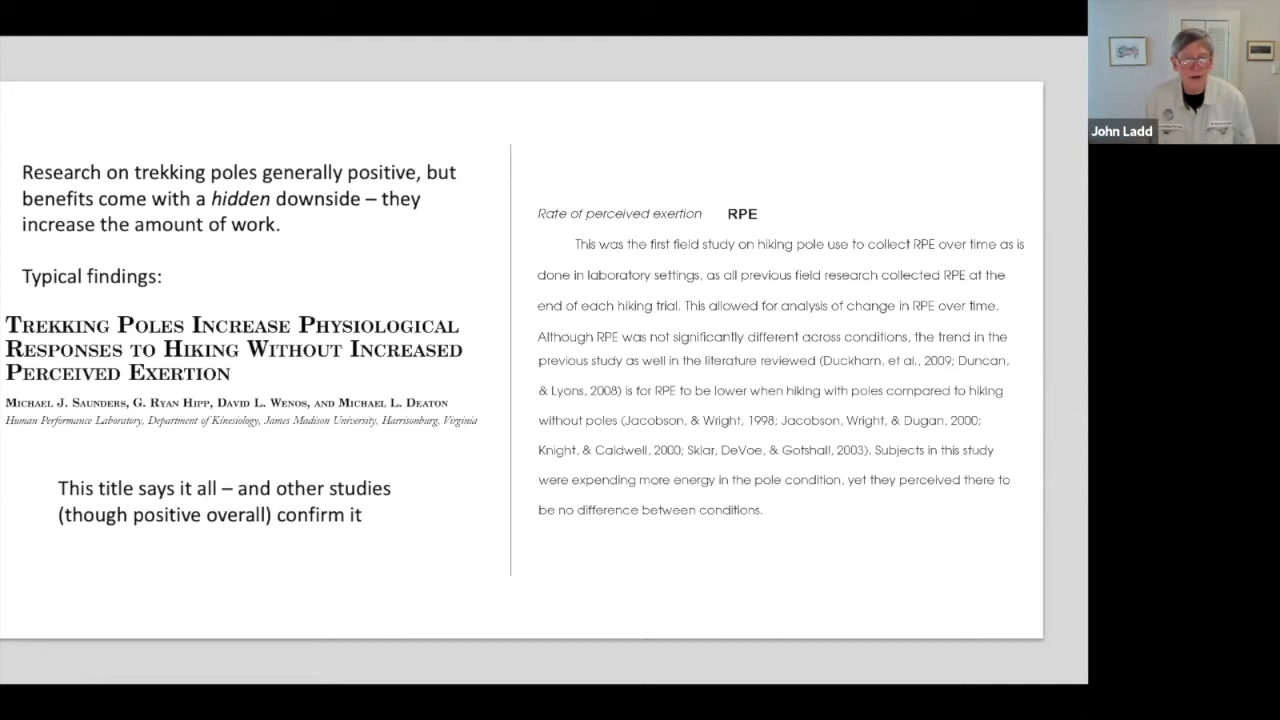 Research on trekking poles generally positive, but
benefits come with a hidden downside – they
increase the amount of work.
Typical findings:
TREKKING POLES INCREASE PHYSIOLOGICAL
RESPONSES TO HIKING WITHOUT INCREASED
PERCEIVED EXERTION
MICHAEL J. SAUNDERS, G. RYAN HIPP, DAVID L. WENOS, AND MICHAEL L. DEATON
Human Performance Laboratory, Department of Kinesiology, James Madison University, Harrisonburg, Virginia
This title says it all – and other studies
(though positive overall) confirm it
Rate of perceived exertion RPE
This was the first field study on hiking pole use to collect RPE over time as is
done in laboratory settings, as all previous field research collected RPE at the
end of each hiking trial. This allowed for analysis of change in RPE over time.
Although RPE was not significantly different across conditions, the trend in the
previous study as well in the literature reviewed (Duckham, et al., 2009; Duncan,
& Lyons, 2008) is for RPE to be lower when hiking with poles compared to hiking
without poles (Jacobson, & Wright, 1998; Jacobson, Wright, & Dugan, 2000;
Knight, & Caldwell, 2000; Sklar, DeVoe, & Gotshall, 2003). Subjects in this study
were expending more energy in the pole condition, yet they perceived there to
be no difference between conditions.
John Ladd